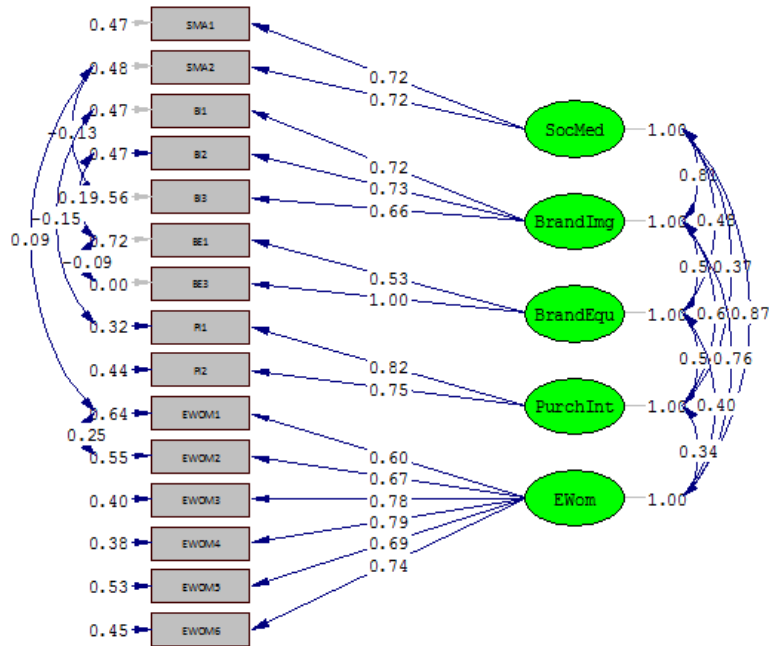 0.47 SMA1
0.48 SMA2
0.47 BI1
0.47 BI2
0.56 BI3
0.72 BE1
0.00 BE3
0.32 PI1
0.44 PI2
0.64 EWOM1
0.55 EWOM2
0.40 EWOM3
0.38 EWOM4
0.53 EWOM5
0.45 EWOM6
-0.13
0.19
-0.15
0.09
-0.09
0.25
0.72
0.72
0.72
0.73
0.66
0.53
1.00
0.82
0.75
0.60
0.67
0.78
0.79
0.69
0.74
SocMed 1.00
BrandImg 1.00
BrandEqu 1.00
PurchInt 1.00
EWom 1.00
0.37
0.87
0.76
0.40
0.34